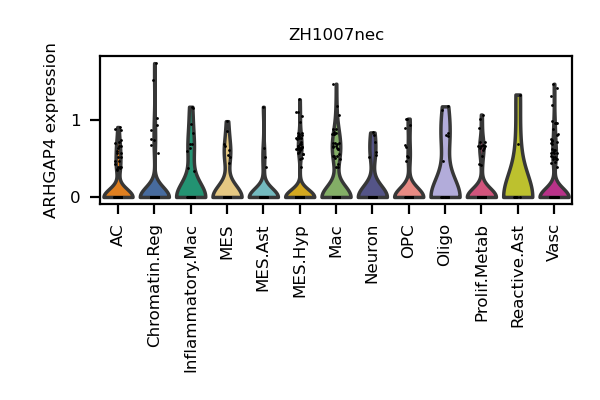 ZH1007nec
ARHGAP4 expression
1
0
AC
Chromatin.Reg
Inflammatory.Mac
MES
MES.Ast
MES.Hyp
Mac
Neuron
OPC
Oligo
Prolif.Metab
Reactive.Ast
Vasc